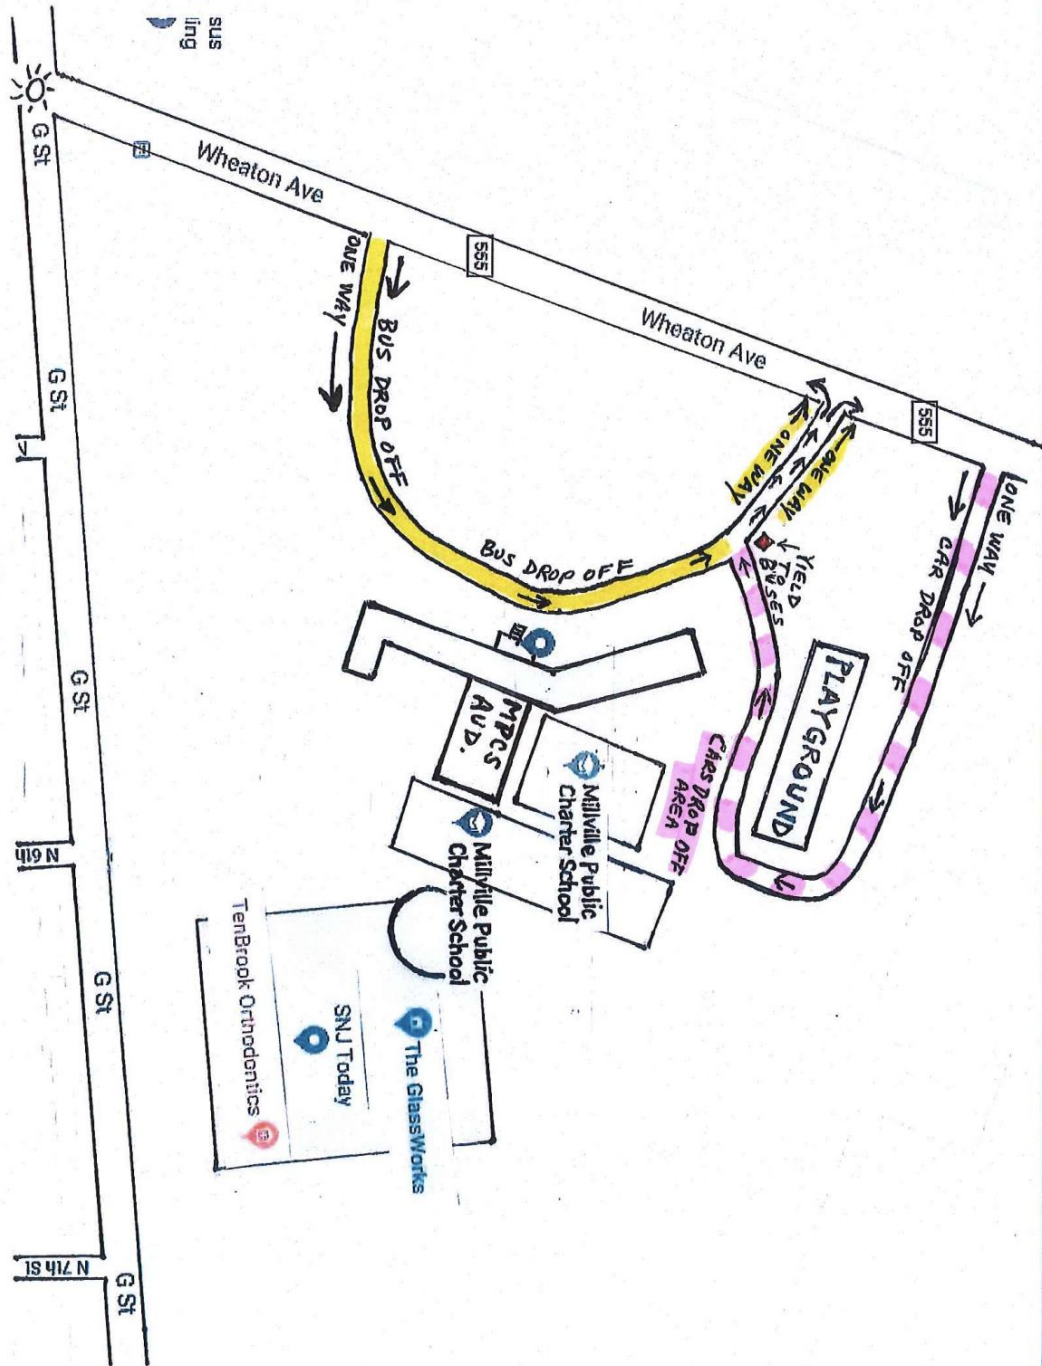 sus
ling
G St
Wheaton Ave
555
Wheaton Ave
555
ONE WAY
BUS DROP OFF
BUS DROP OFF
ONE WAY
ONE WAY
YIELD
TO
BUSES
ONE WAY
CAR DROP OFF
PLAYGROUND
CARS DROP OFF
AREA
MPCS
AUD.
Millville Public
Charter School
Millville Public
Charter School
The GlassWorks
SNJ Today
TenBrook Orthodontics
G St
G St
G St
G St
N 6th
N 7th St